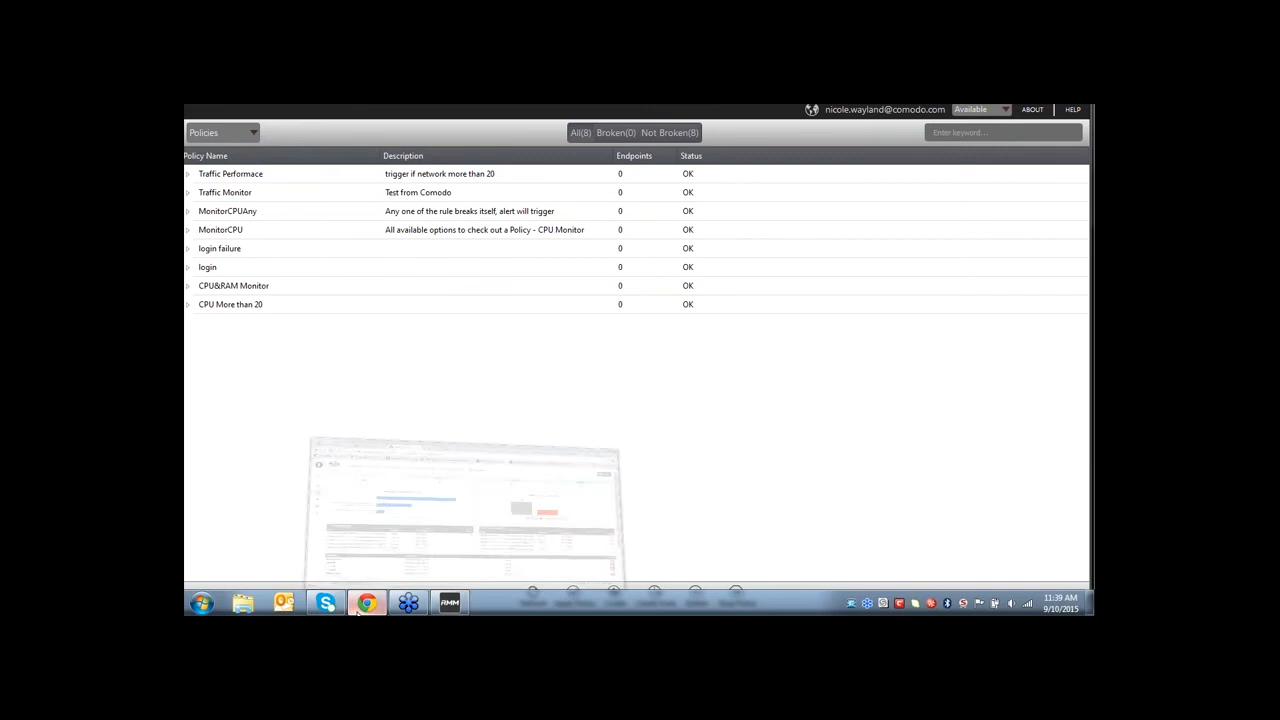 nicole.wayland@comodo.com Available ABOUT HELP
Policies All(8) Broken(0) Not Broken(8) Enter keyword...
Policy Name Description Endpoints Status
Traffic Performace trigger if network more than 20 0 OK
Traffic Monitor Test from Comodo 0 OK
MonitorCPUAny Any one of the rule breaks itself, alert will trigger 0 OK
MonitorCPU All available options to check out a Policy - CPU Monitor 0 OK
login failure 0 OK
login 0 OK
CPU&RAM Monitor 0 OK
CPU More than 20 0 OK
RMM
11:39 AM
9/10/2015